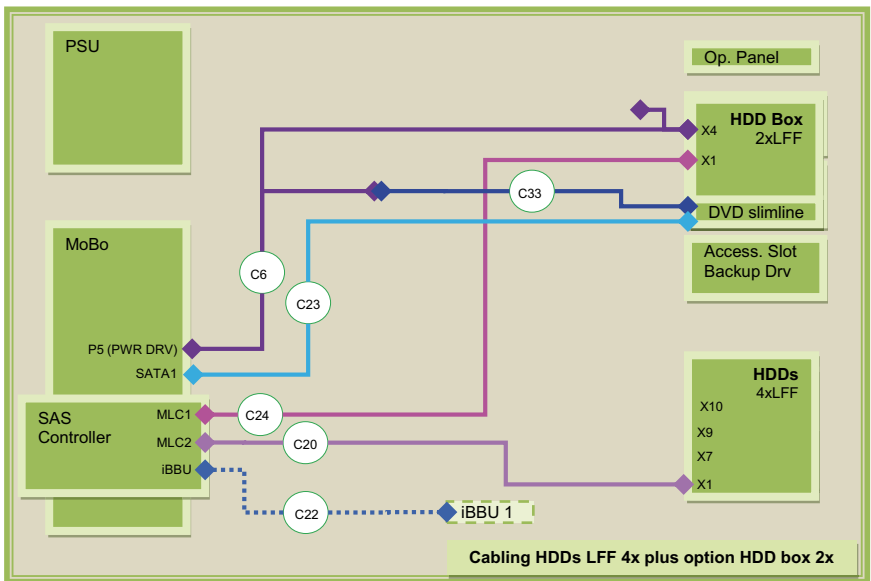 PSU
Op. Panel
HDD Box
2xLFF
X4
X1
C33
DVD slimline
MoBo
Access. Slot
Backup Drv
C6
C23
P5 (PWR DRV)
SATA1
HDDs
4xLFF
X10
X9
X7
X1
SAS
Controller
MLC1
C24
MLC2
C20
iBBU
C22
iBBU 1
Cabling HDDs LFF 4x plus option HDD box 2x